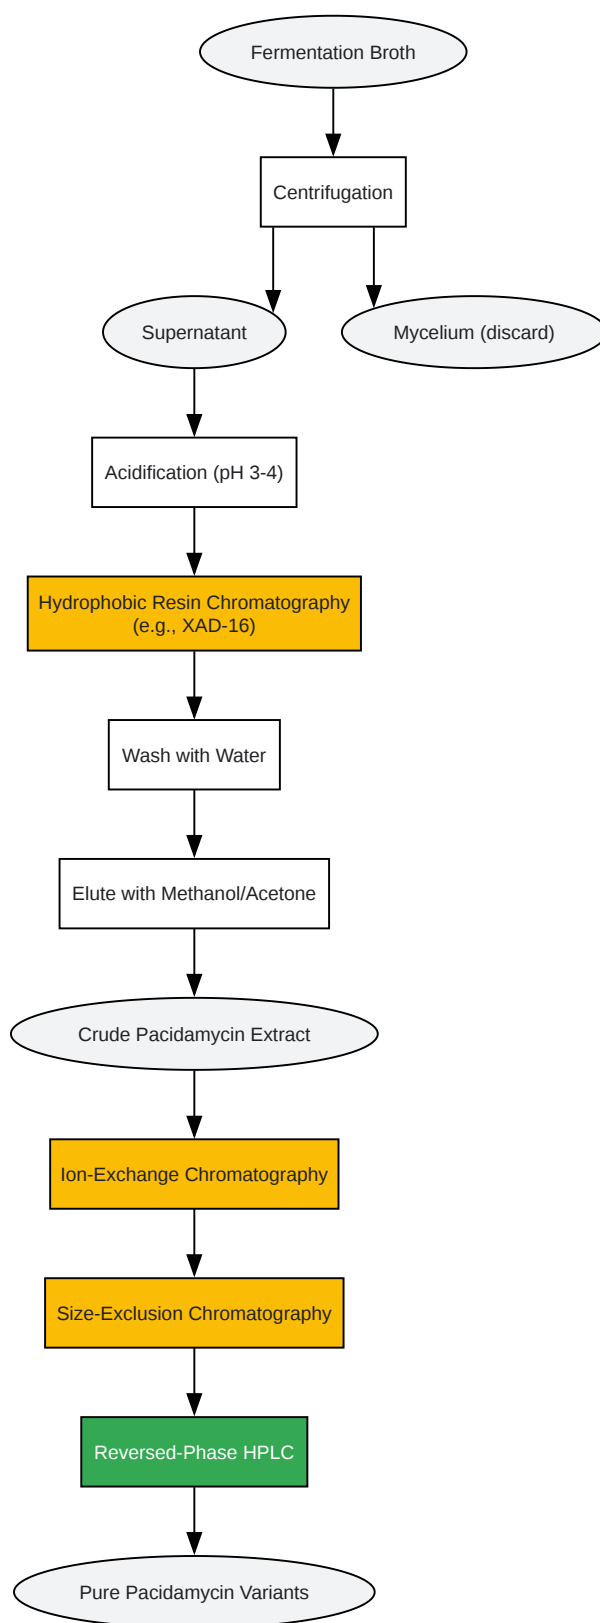 Fermentation Broth
Centrifugation
Supernatant
Mycelium (discard)
Acidification (pH 3-4)
Hydrophobic Resin Chromatography
(e.g., XAD-16)
Wash with Water
Elute with Methanol/Acetone
Crude Pacidamycin Extract
Ion-Exchange Chromatography
Size-Exclusion Chromatography
Reversed-Phase HPLC
Pure Pacidamycin Variants